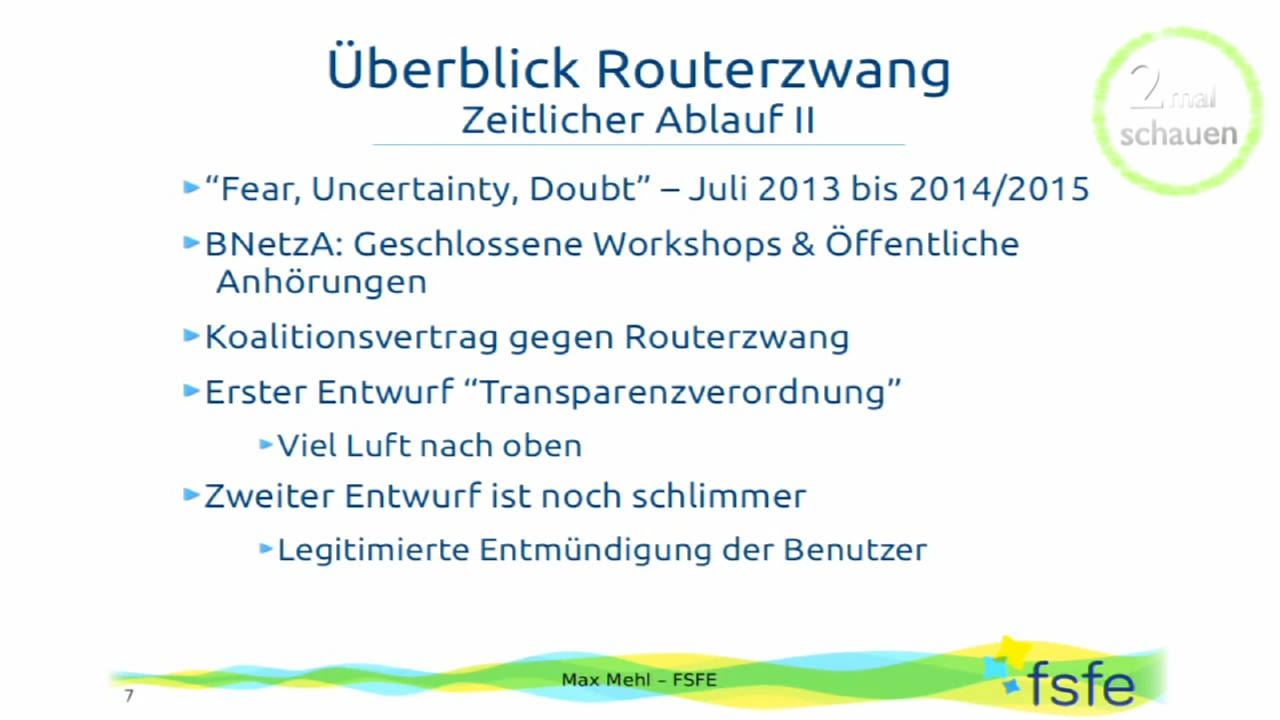 Überblick Routerzwang
Zeitlicher Ablauf II
2 mal
schauen
“Fear, Uncertainty, Doubt” – Juli 2013 bis 2014/2015
BNetzA: Geschlossene Workshops & Öffentliche
Anhörungen
Koalitionsvertrag gegen Routerzwang
Erster Entwurf “Transparenzverordnung”
Viel Luft nach oben
Zweiter Entwurf ist noch schlimmer
Legitimierte Entmündigung der Benutzer
Max Mehl – FSFE
fsfe
7